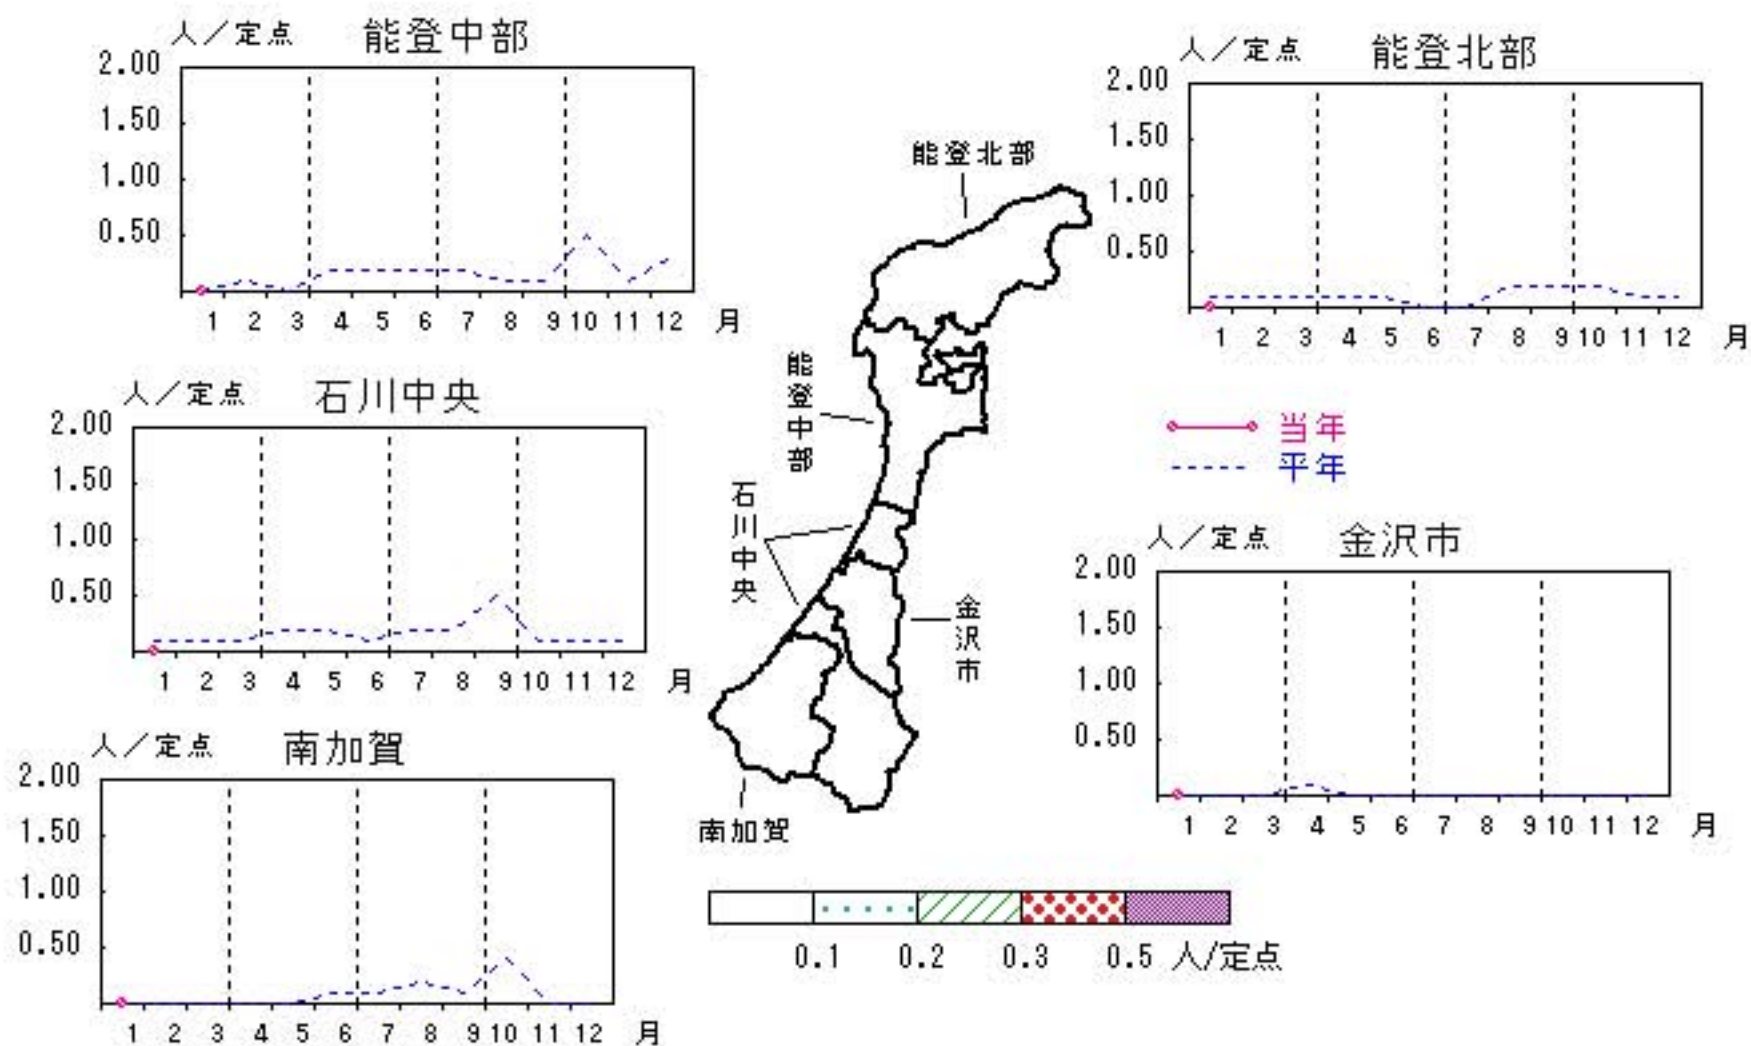 人／定点 能登中部
2.00
1.50
1.00
0.50
1 2 3 4 5 6 7 8 9 10 11 12 月
人／定点 能登北部
2.00
1.50
1.00
0.50
1 2 3 4 5 6 7 8 9 10 11 12 月
人／定点 石川中央
2.00
1.50
1.00
0.50
1 2 3 4 5 6 7 8 9 10 11 12 月
能登北部
能登中部
石川中央
金沢市
南加賀
当年
平年
人／定点 金沢市
2.00
1.50
1.00
0.50
1 2 3 4 5 6 7 8 9 10 11 12 月
人／定点 南加賀
2.00
1.50
1.00
0.50
1 2 3 4 5 6 7 8 9 10 11 12 月
0.1 0.2 0.3 0.5 人/定点